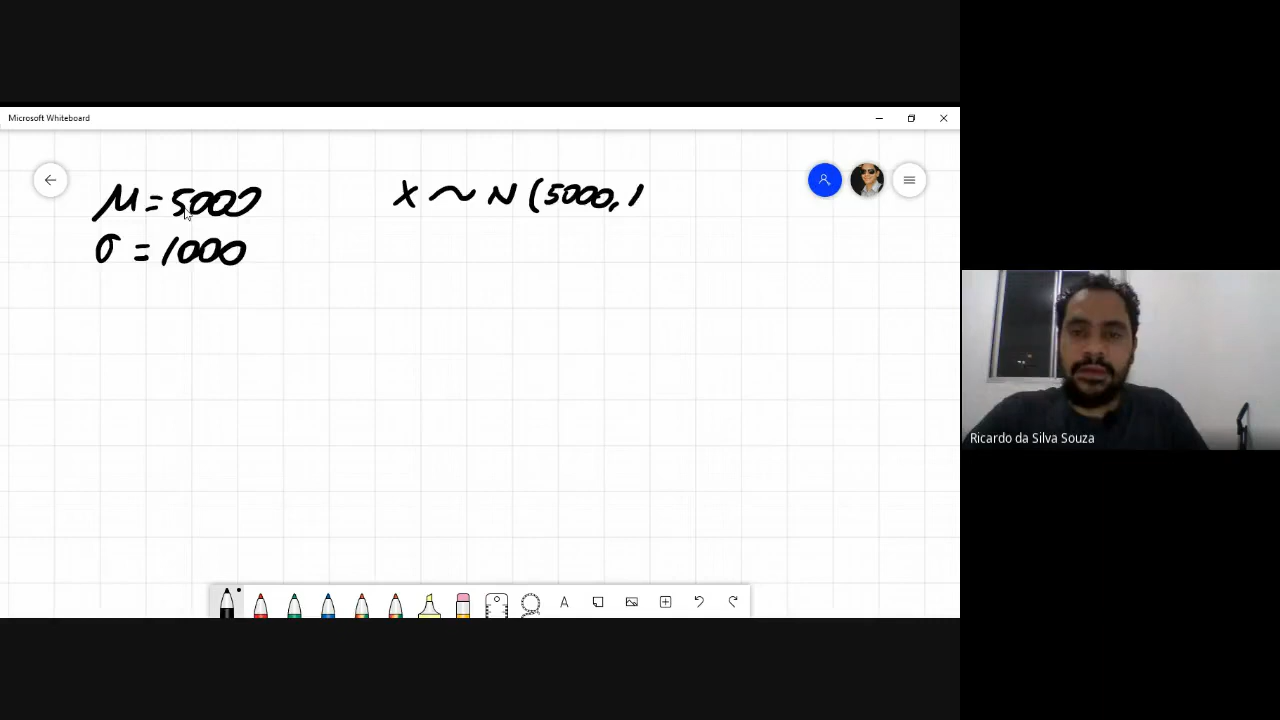 Microsoft Whiteboard
μ = 5000
σ = 1000
X ~ N (5000, 1
A
Ricardo da Silva Souza